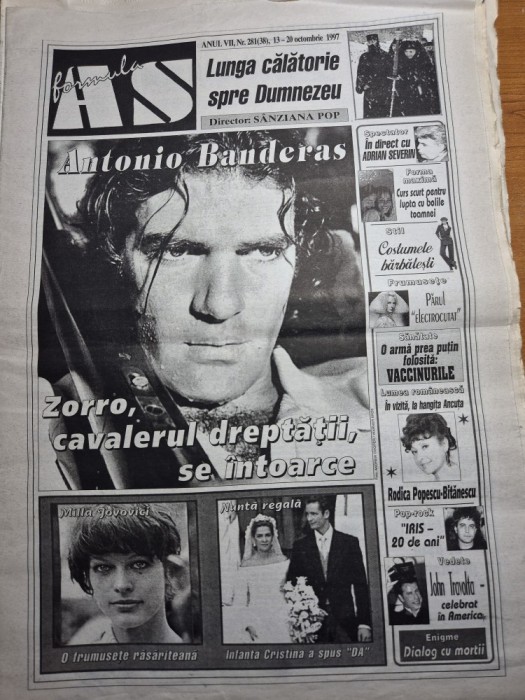 formula
AS
ANUL VII, Nr. 281(38), 13 – 20 octombrie 1997
Lunga călătorie
spre Dumnezeu
Director: SÂNZIANA POP
Antonio Banderas
Zorro,
cavalerul dreptății,
se întoarce
Spectator
În direct cu
ADRIAN SEVERIN
Forma
maximă
Curs scurt pentru
lupta cu bolile
toamnei
Stil
Costumele
bărbătești
Frumusețe
Părul
"electrocutat"
Sănătate
O armă prea puțin
folosită:
VACCINURILE
Lumea românească
În vizită, la hangița Ancuța
Rodica Popescu-Bitănescu
Pop-rock
"IRIS -
20 de ani"
Vedete
John Travolta -
celebrat
în America
Enigme
Dialog cu morții
Milla Jovovici
O frumusețe răsăriteană
Nuntă regală
Infanta Cristina a spus "DA"